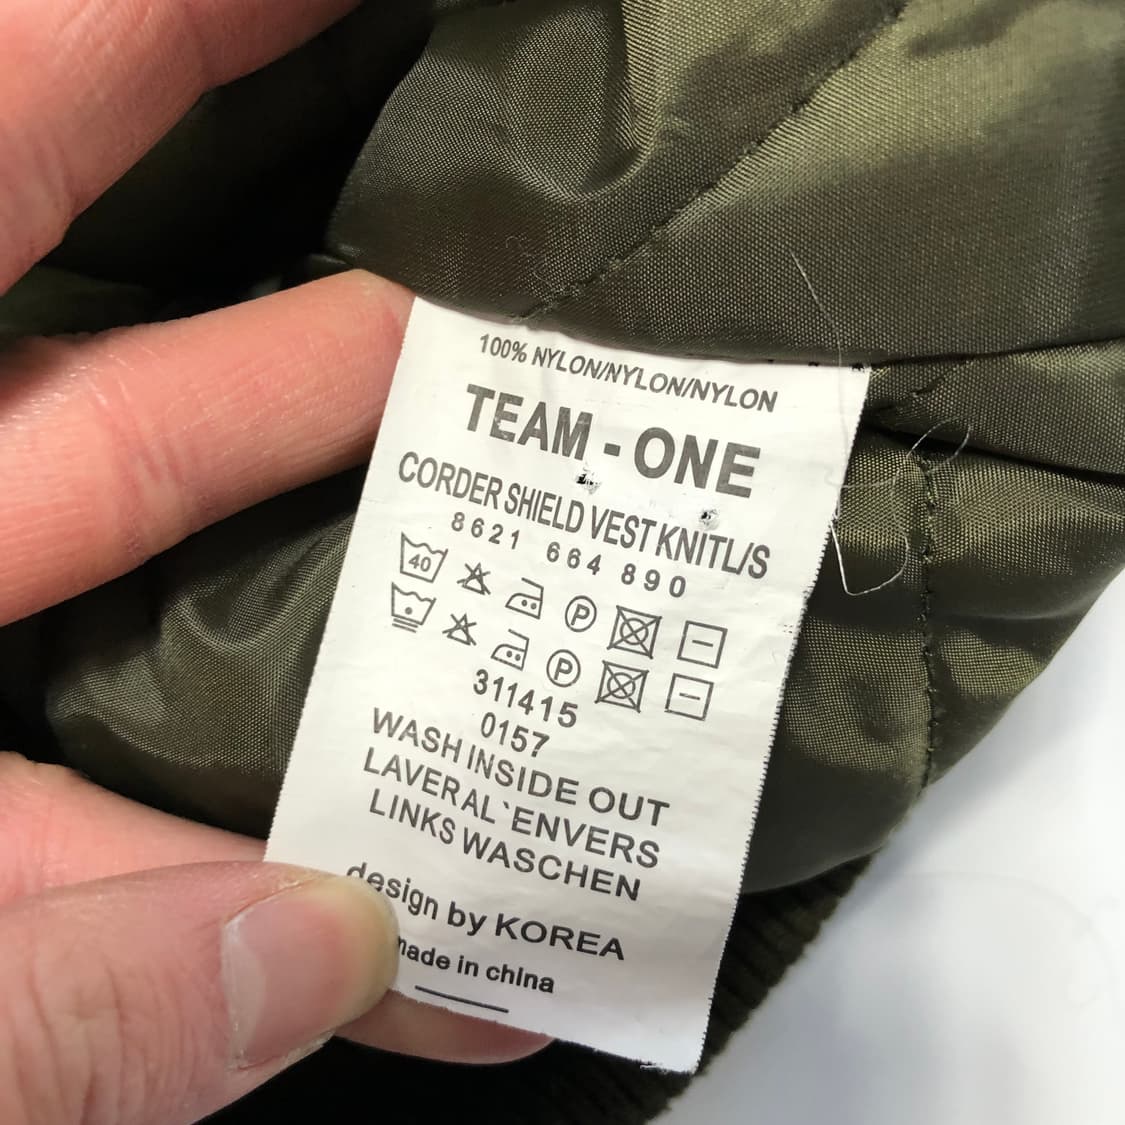 100% NYLON/NYLON/NYLON
TEAM - ONE
CORDER SHIELD VEST KNITL/S
8621 664 890
40
P
P
311415
0157
WASH INSIDE OUT
LAVERAL`ENVERS
LINKS WASCHEN
design by KOREA
made in china